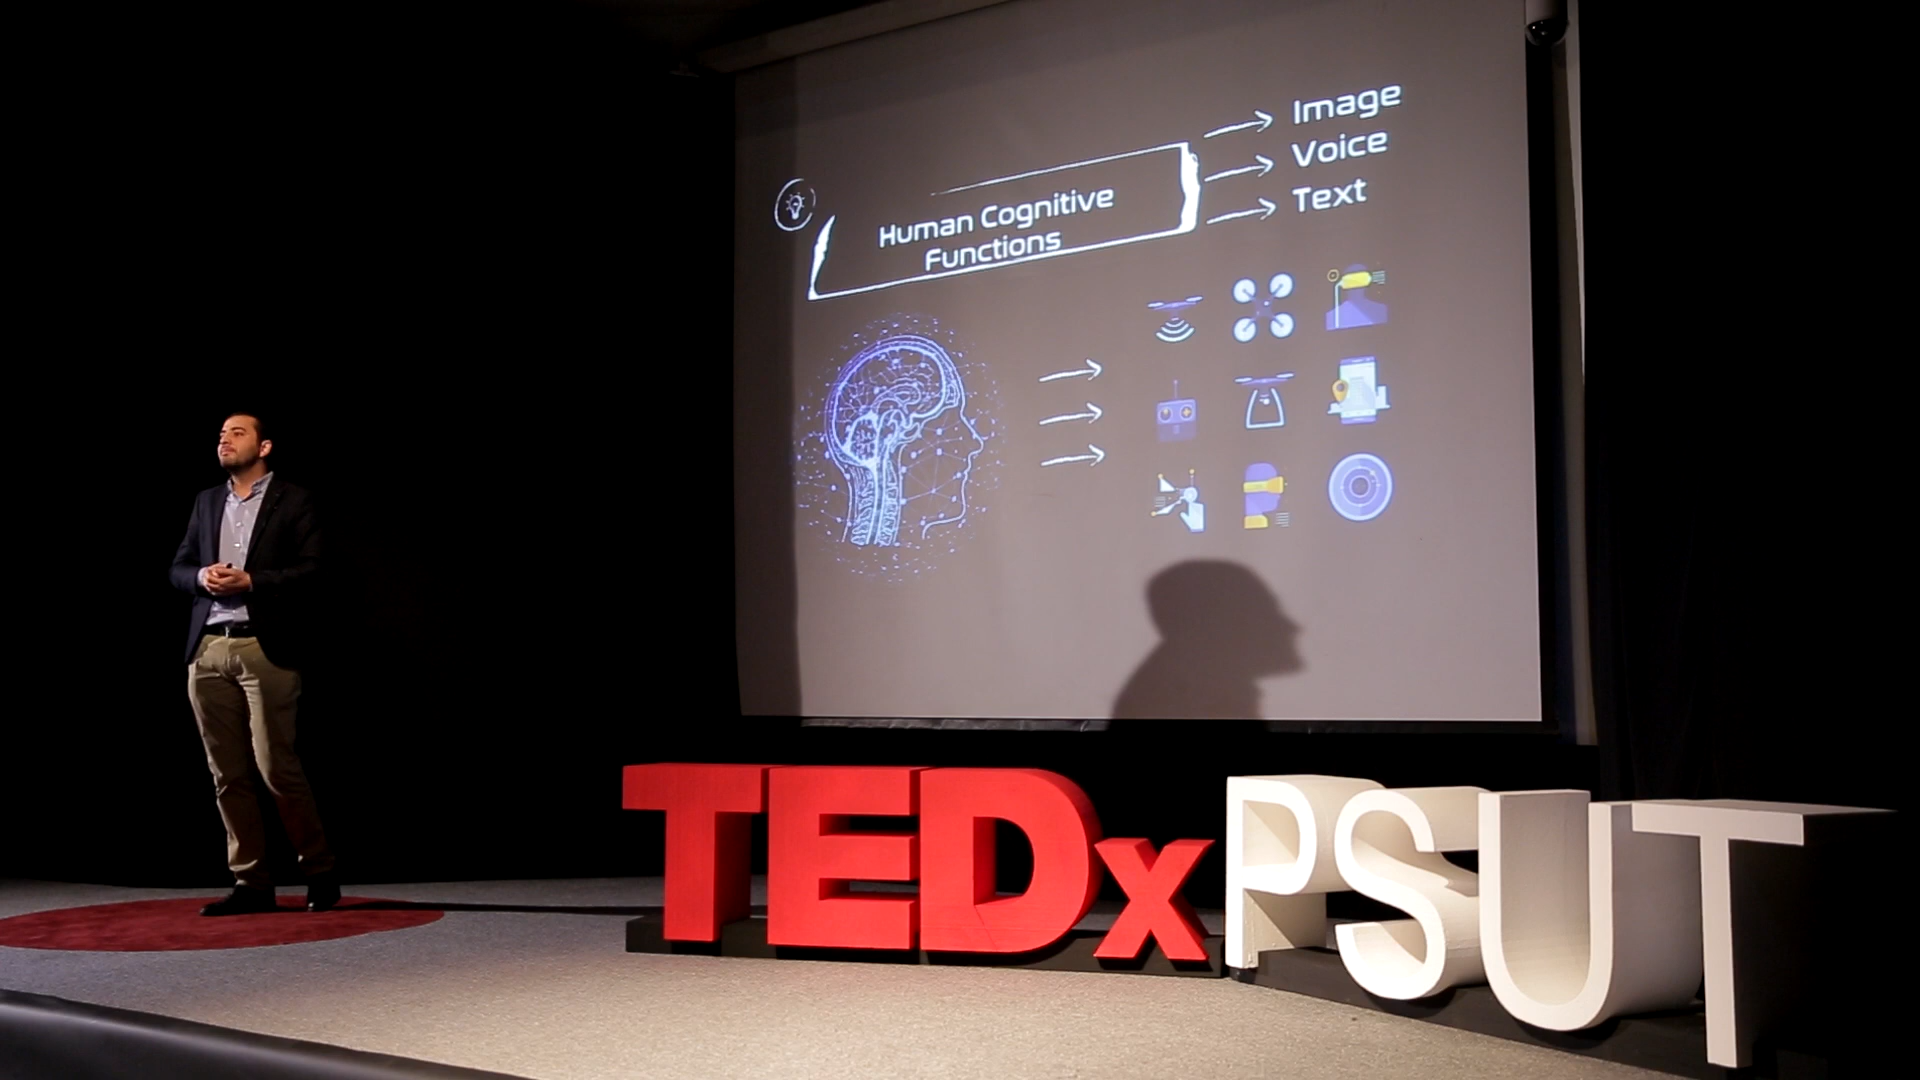 Image
Voice
Text
Human Cognitive
Functions
TEDxPSUT